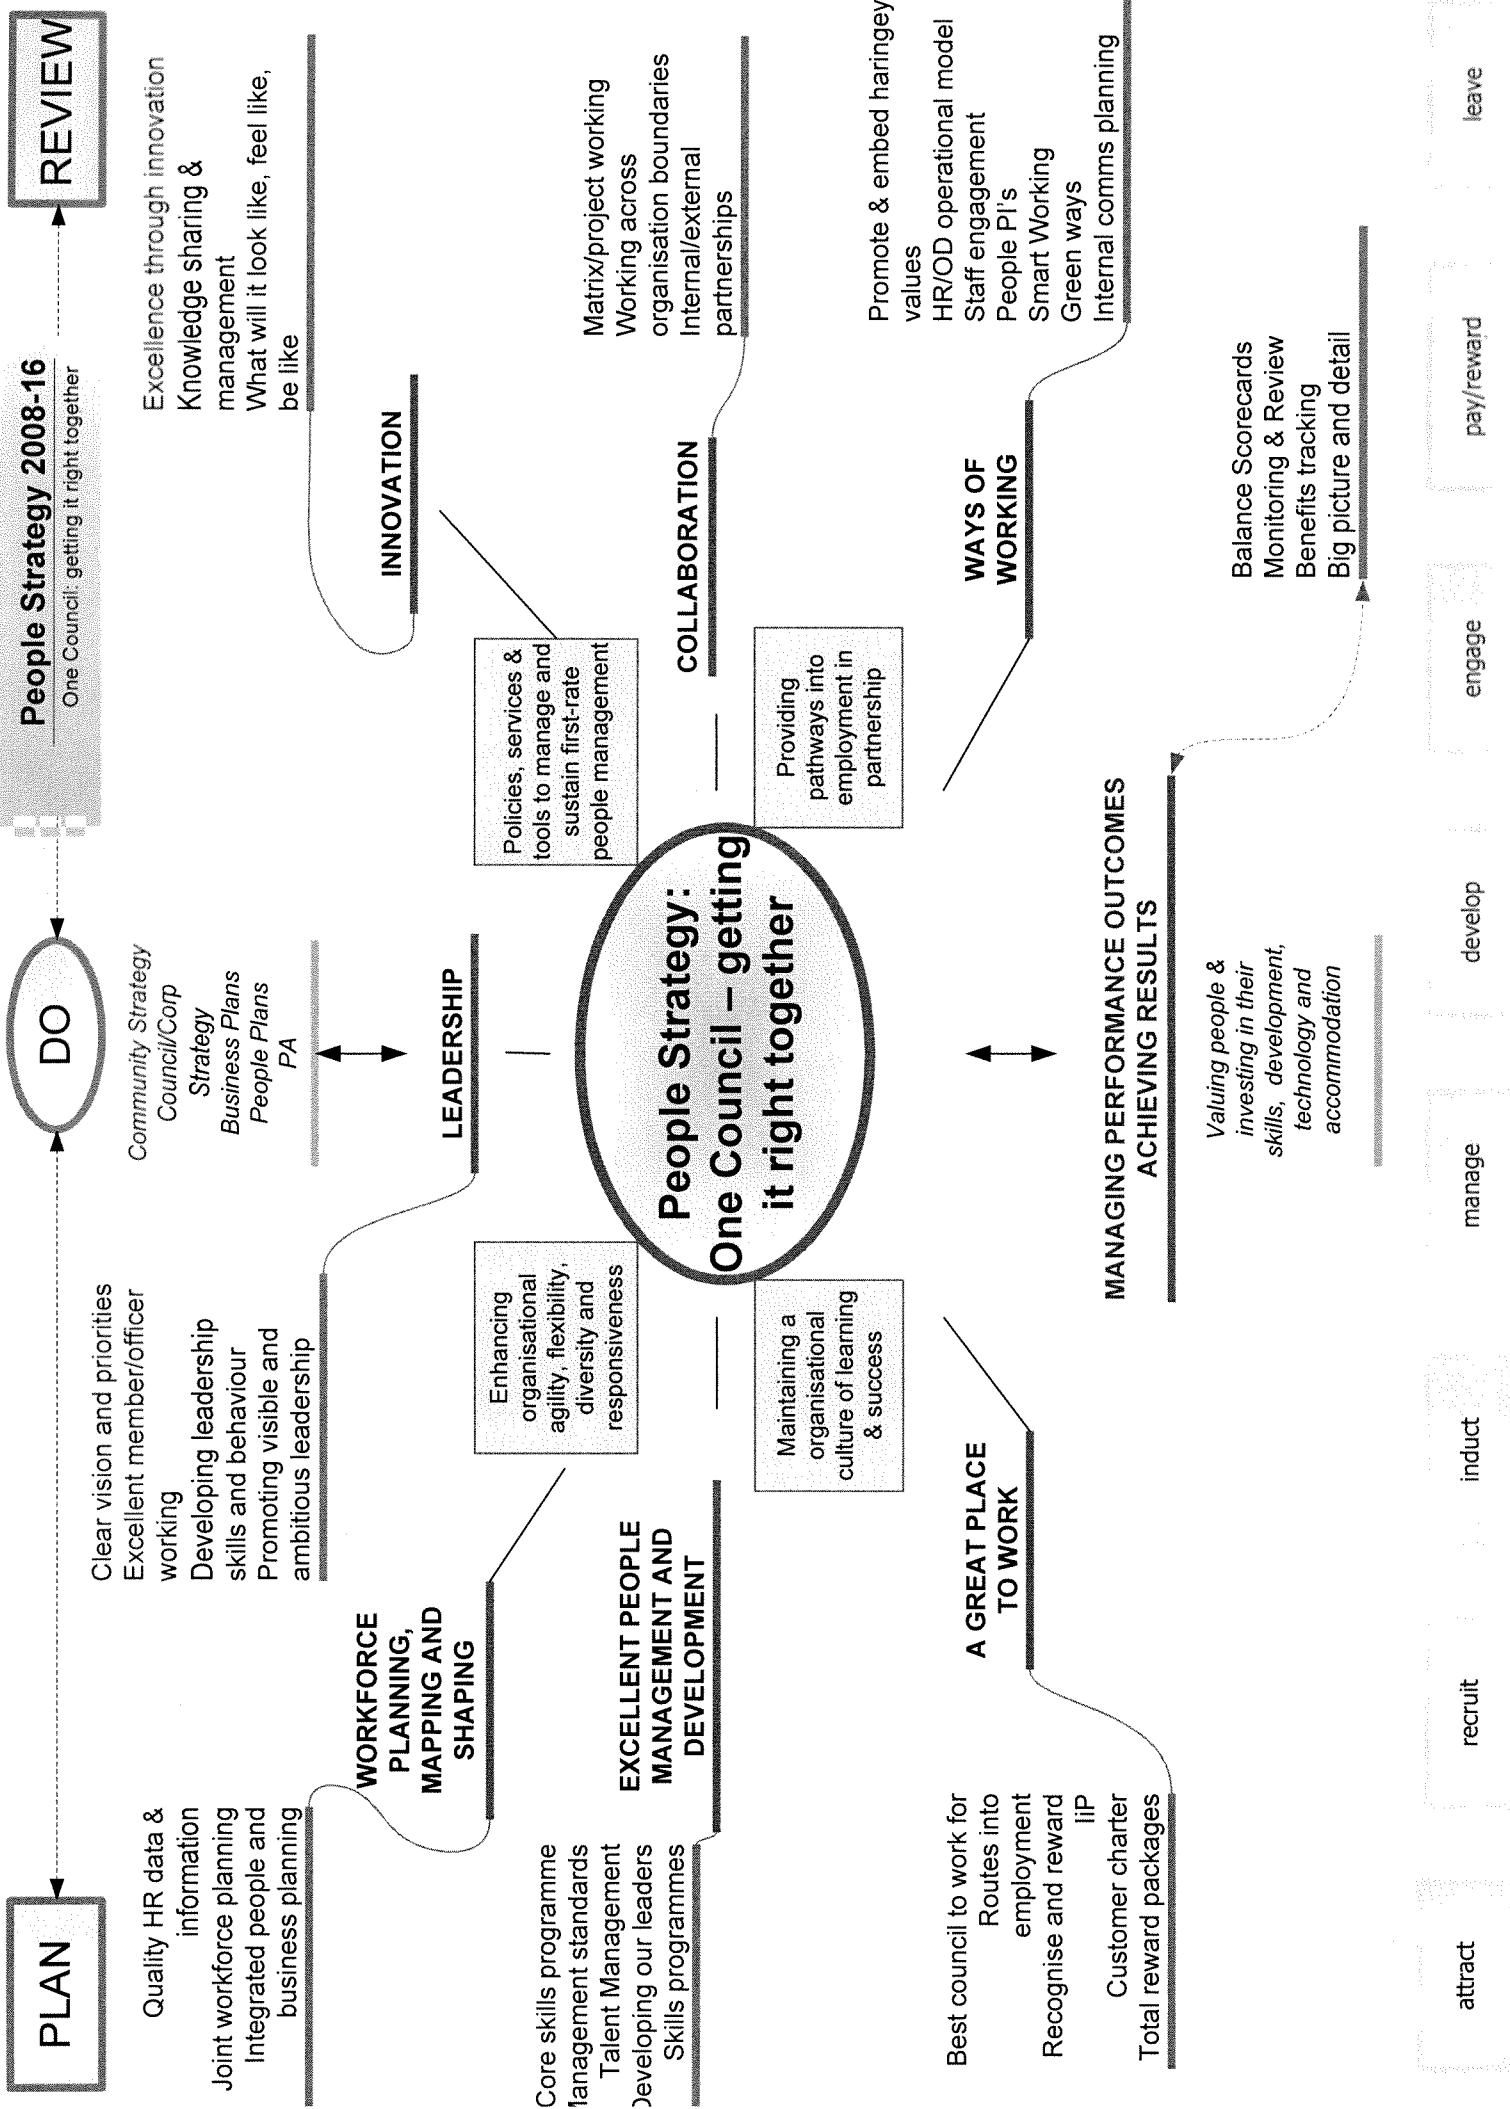 PLAN
DO
People Strategy 2008-16
One Council: getting it right together
REVIEW
Quality HR data &
information
Joint workforce planning
Integrated people and
business planning
Clear vision and priorities
Excellent member/officer
working
Developing leadership
skills and behaviour
Promoting visible and
ambitious leadership
Community Strategy
Council/Corp
Strategy
Business Plans
People Plans
PA
Excellence through innovation
Knowledge sharing &
management
What will it look like, feel like,
be like
WORKFORCE
PLANNING,
MAPPING AND
SHAPING
LEADERSHIP
INNOVATION
Enhancing
organisational
agility, flexibility,
diversity and
responsiveness
Policies, services &
tools to manage and
sustain first-rate
people management
Core skills programme
anagement standards
Talent Management
eveloping our leaders
Skills programmes
EXCELLENT PEOPLE
MANAGEMENT AND
DEVELOPMENT
People Strategy:
One Council – getting
it right together
COLLABORATION
Matrix/project working
Working across
organisation boundaries
Internal/external
partnerships
Maintaining a
organisational
culture of learning
& success
Providing
pathways into
employment in
partnership
Best council to work for
Routes into
employment
Recognise and reward
IiP
Customer charter
Total reward packages
A GREAT PLACE
TO WORK
WAYS OF
WORKING
Promote & embed haringey
values
HR/OD operational model
Staff engagement
People PI's
Smart Working
Green ways
Internal comms planning
MANAGING PERFORMANCE OUTCOMES
ACHIEVING RESULTS
Valuing people &
investing in their
skills, development,
technology and
accommodation
Balance Scorecards
Monitoring & Review
Benefits tracking
Big picture and detail
attract
recruit
induct
manage
develop
engage
pay/reward
leave